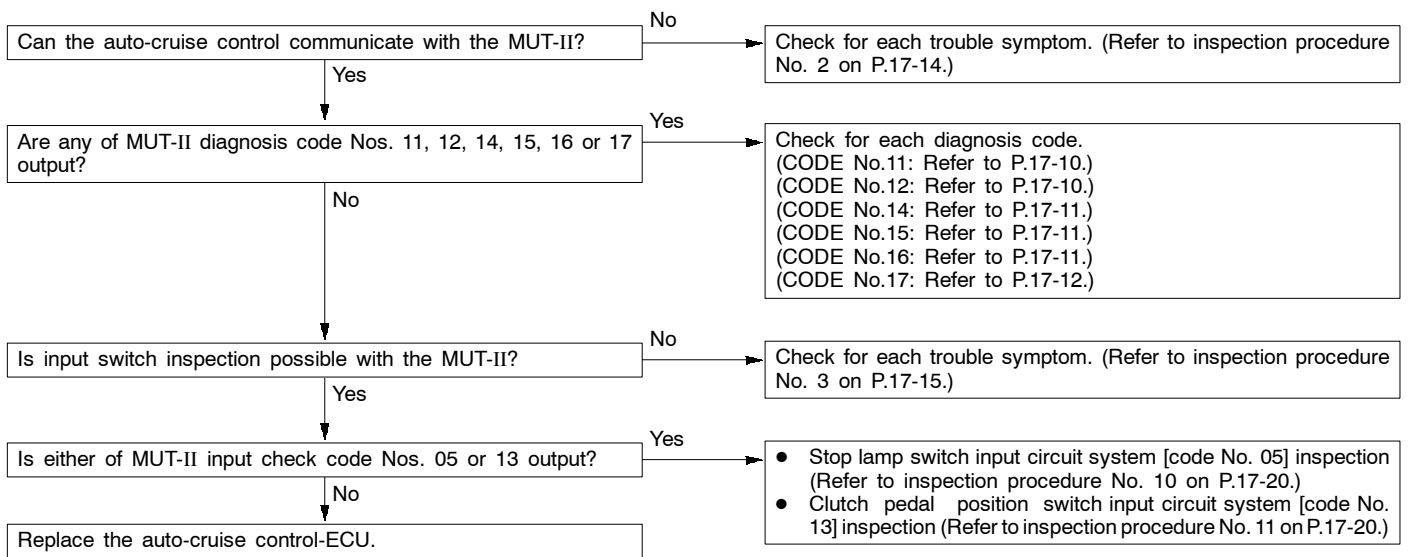 Can the auto-cruise control communicate with the MUT-II?
No
Check for each trouble symptom. (Refer to inspection procedure
No. 2 on P.17-14.)
Yes
Are any of MUT-II diagnosis code Nos. 11, 12, 14, 15, 16 or 17
output?
Yes
Check for each diagnosis code.
(CODE No.11: Refer to P.17-10.)
(CODE No.12: Refer to P.17-10.)
(CODE No.14: Refer to P.17-11.)
(CODE No.15: Refer to P.17-11.)
(CODE No.16: Refer to P.17-11.)
(CODE No.17: Refer to P.17-12.)
No
Is input switch inspection possible with the MUT-II?
No
Check for each trouble symptom. (Refer to inspection procedure
No. 3 on P.17-15.)
Yes
Is either of MUT-II input check code Nos. 05 or 13 output?
Yes
● Stop lamp switch input circuit system [code No. 05] inspection
(Refer to inspection procedure No. 10 on P.17-20.)
● Clutch pedal position switch input circuit system [code No.
13] inspection (Refer to inspection procedure No. 11 on P.17-20.)
No
Replace the auto-cruise control-ECU.